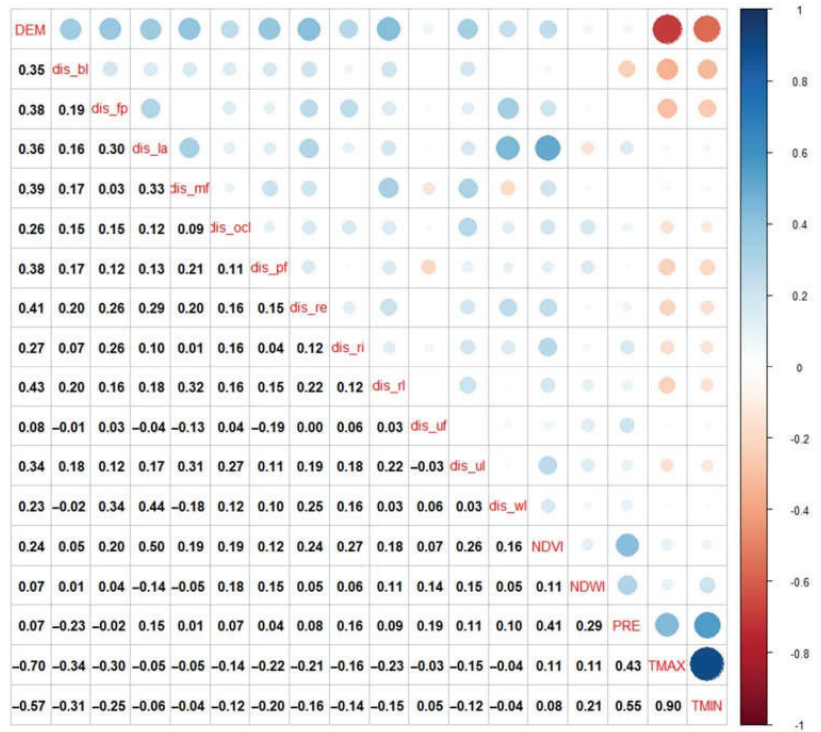 DEM
0.35 dis_bl
0.38 0.19 dis_fp
0.36 0.16 0.30 dis_la
0.39 0.17 0.03 0.33 dis_mf
0.26 0.15 0.15 0.12 0.09 dis_ocl
0.38 0.17 0.12 0.13 0.21 0.11 dis_pf
0.41 0.20 0.26 0.29 0.20 0.16 0.15 dis_re
0.27 0.07 0.26 0.10 0.01 0.16 0.04 0.12 dis_ri
0.43 0.20 0.16 0.18 0.32 0.16 0.15 0.22 0.12 dis_rl
0.08 −0.01 0.03 −0.04 −0.13 0.04 −0.19 0.00 0.06 0.03 dis_uf
0.34 0.18 0.12 0.17 0.31 0.27 0.11 0.19 0.18 0.22 −0.03 dis_ul
0.23 −0.02 0.34 0.44 −0.18 0.12 0.10 0.25 0.16 0.03 0.06 0.03 dis_wl
0.24 0.05 0.20 0.50 0.19 0.19 0.12 0.24 0.27 0.18 0.07 0.26 0.16 NDVI
0.07 0.01 0.04 −0.14 −0.05 0.18 0.15 0.05 0.06 0.11 0.14 0.15 0.05 0.11 NDWI
0.07 −0.23 −0.02 0.15 0.01 0.07 0.04 0.08 0.16 0.09 0.19 0.11 0.10 0.41 0.29 PRE
−0.70 −0.34 −0.30 −0.05 −0.05 −0.14 −0.22 −0.21 −0.16 −0.23 −0.03 −0.15 −0.04 0.11 0.11 0.43 TMAX
−0.57 −0.31 −0.25 −0.06 −0.04 −0.12 −0.20 −0.16 −0.14 −0.15 0.05 −0.12 −0.04 0.08 0.21 0.55 0.90 TMIN
1
0.8
0.6
0.4
0.2
0
-0.2
-0.4
-0.6
-0.8
-1